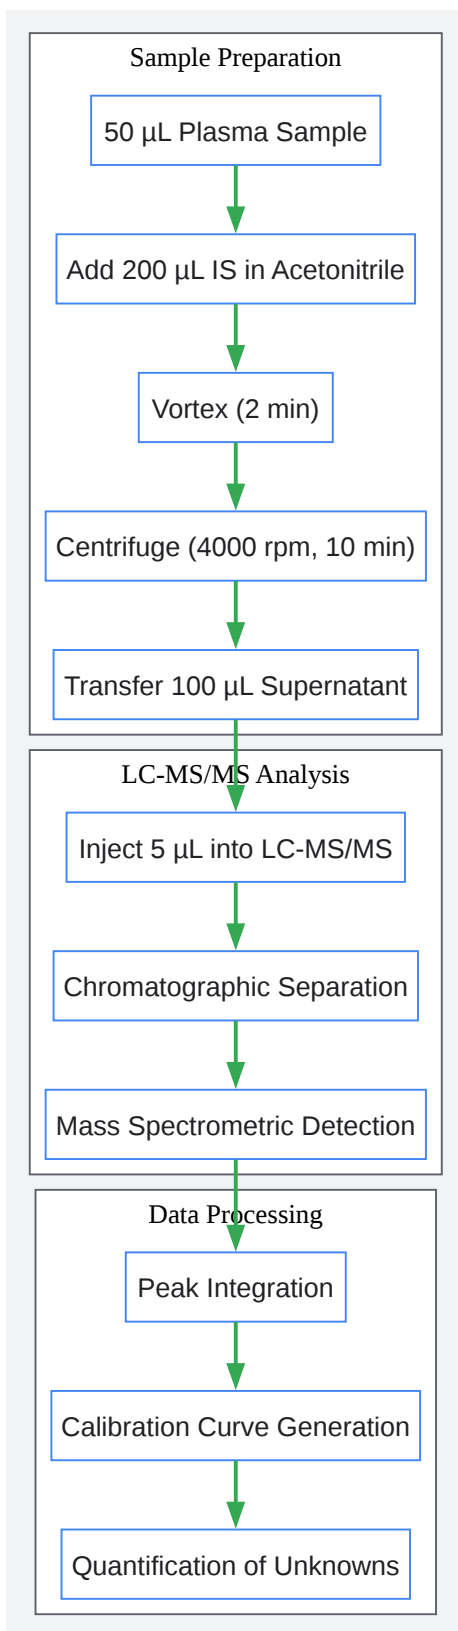 Sample Preparation
50 µL Plasma Sample
Add 200 µL IS in Acetonitrile
Vortex (2 min)
Centrifuge (4000 rpm, 10 min)
Transfer 100 µL Supernatant
LC-MS/MS Analysis
Inject 5 µL into LC-MS/MS
Chromatographic Separation
Mass Spectrometric Detection
Data Processing
Peak Integration
Calibration Curve Generation
Quantification of Unknowns